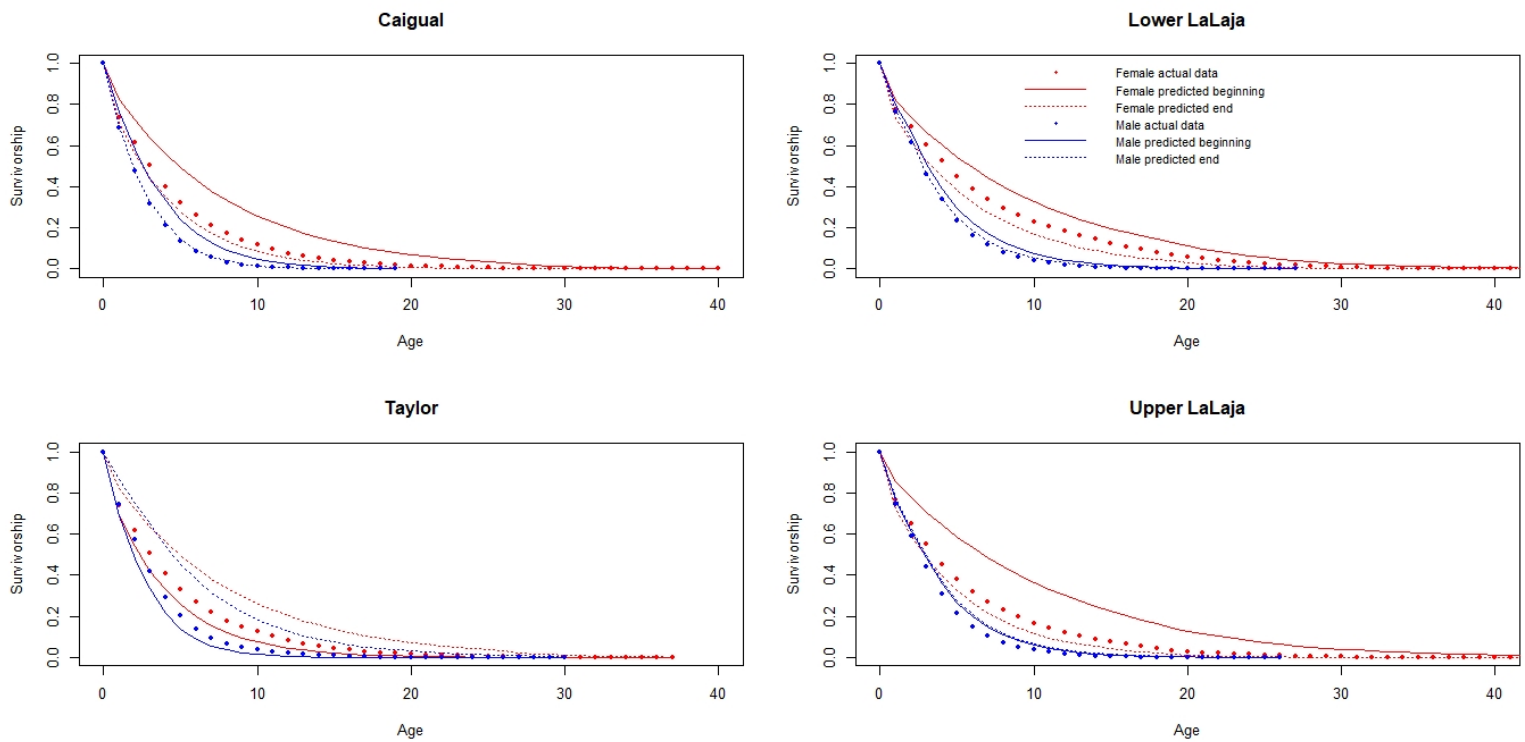 Caigual
Survivorship
1.0
0.8
0.6
0.4
0.2
0.0
0 10 20 30 40
Age
Lower LaLaja
Survivorship
1.0
0.8
0.6
0.4
0.2
0.0
Female actual data
Female predicted beginning
Female predicted end
Male actual data
Male predicted beginning
Male predicted end
0 10 20 30 40
Age
Taylor
Survivorship
1.0
0.8
0.6
0.4
0.2
0.0
0 10 20 30 40
Age
Upper LaLaja
Survivorship
1.0
0.8
0.6
0.4
0.2
0.0
0 10 20 30 40
Age